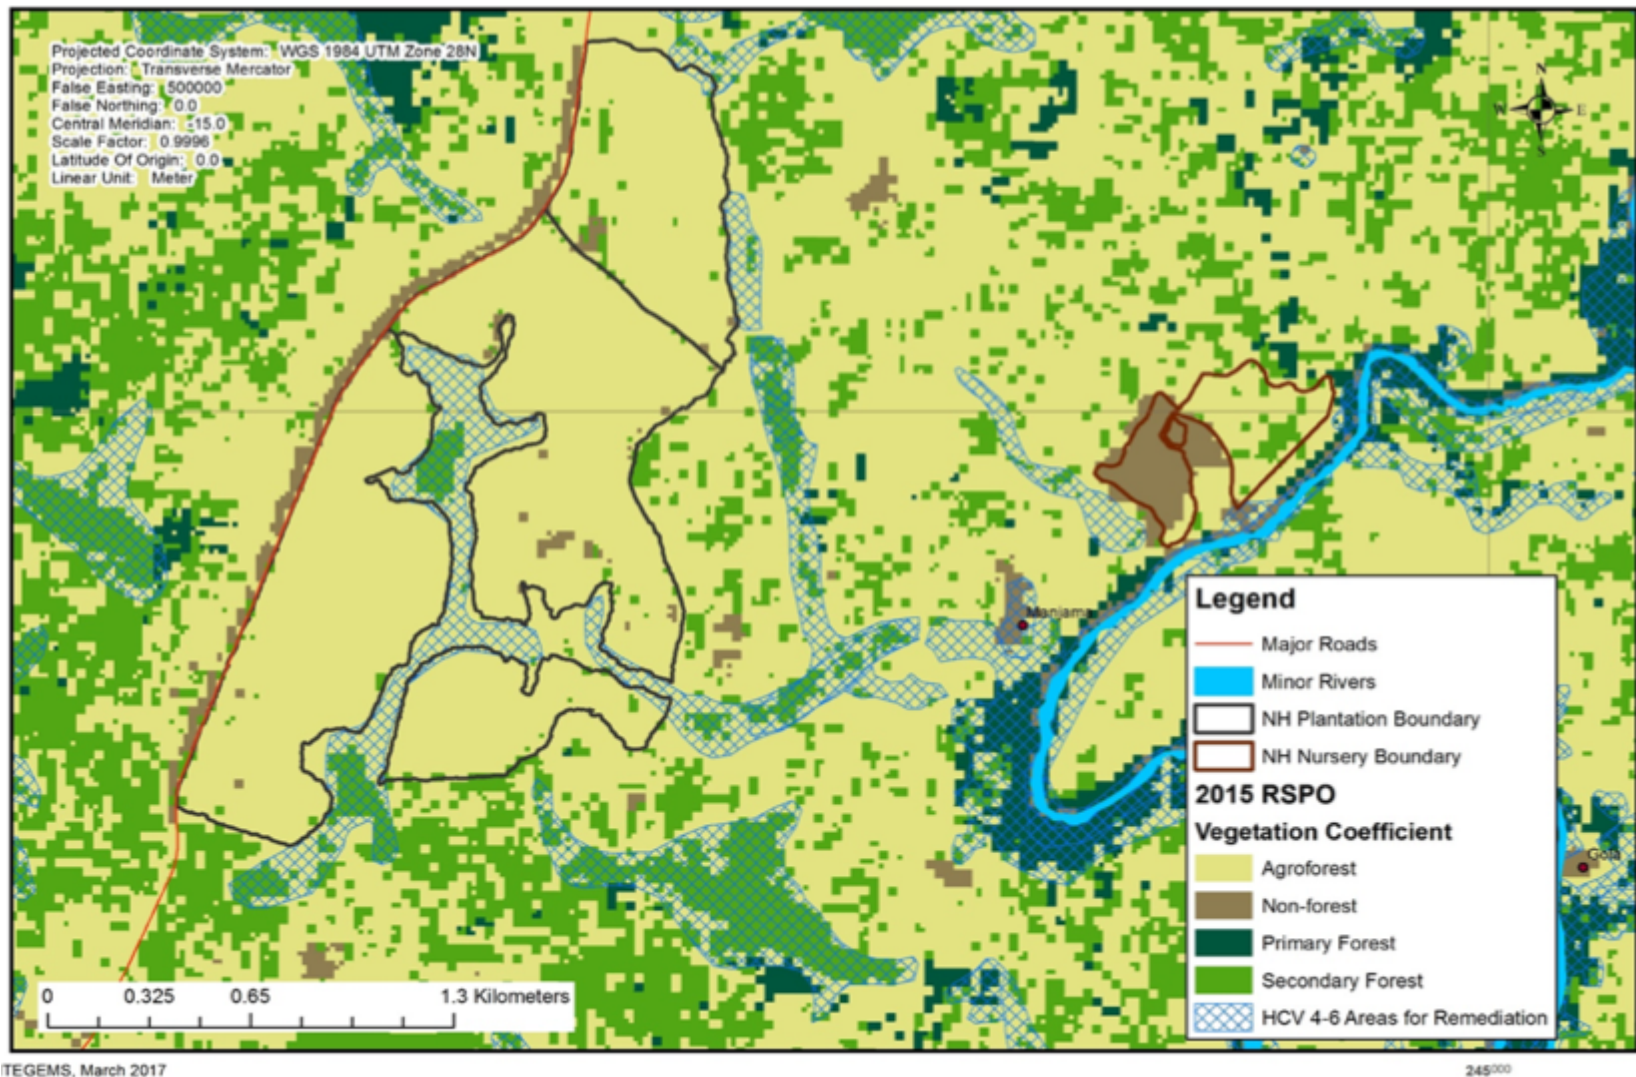 Projected Coordinate System: WGS 1984 UTM Zone 28N
Projection: Transverse Mercator
False Easting: 500000
False Northing: 0.0
Central Meridian: -15.0
Scale Factor: 0.9996
Latitude Of Origin: 0.0
Linear Unit: Meter
N
W E
S
Manjama
Legend
Major Roads
Minor Rivers
NH Plantation Boundary
NH Nursery Boundary
2015 RSPO
Vegetation Coefficient
Agroforest
Non-forest
Primary Forest
Secondary Forest
HCV 4-6 Areas for Remediation
0 0.325 0.65 1.3 Kilometers
TEGEMS, March 2017
245000